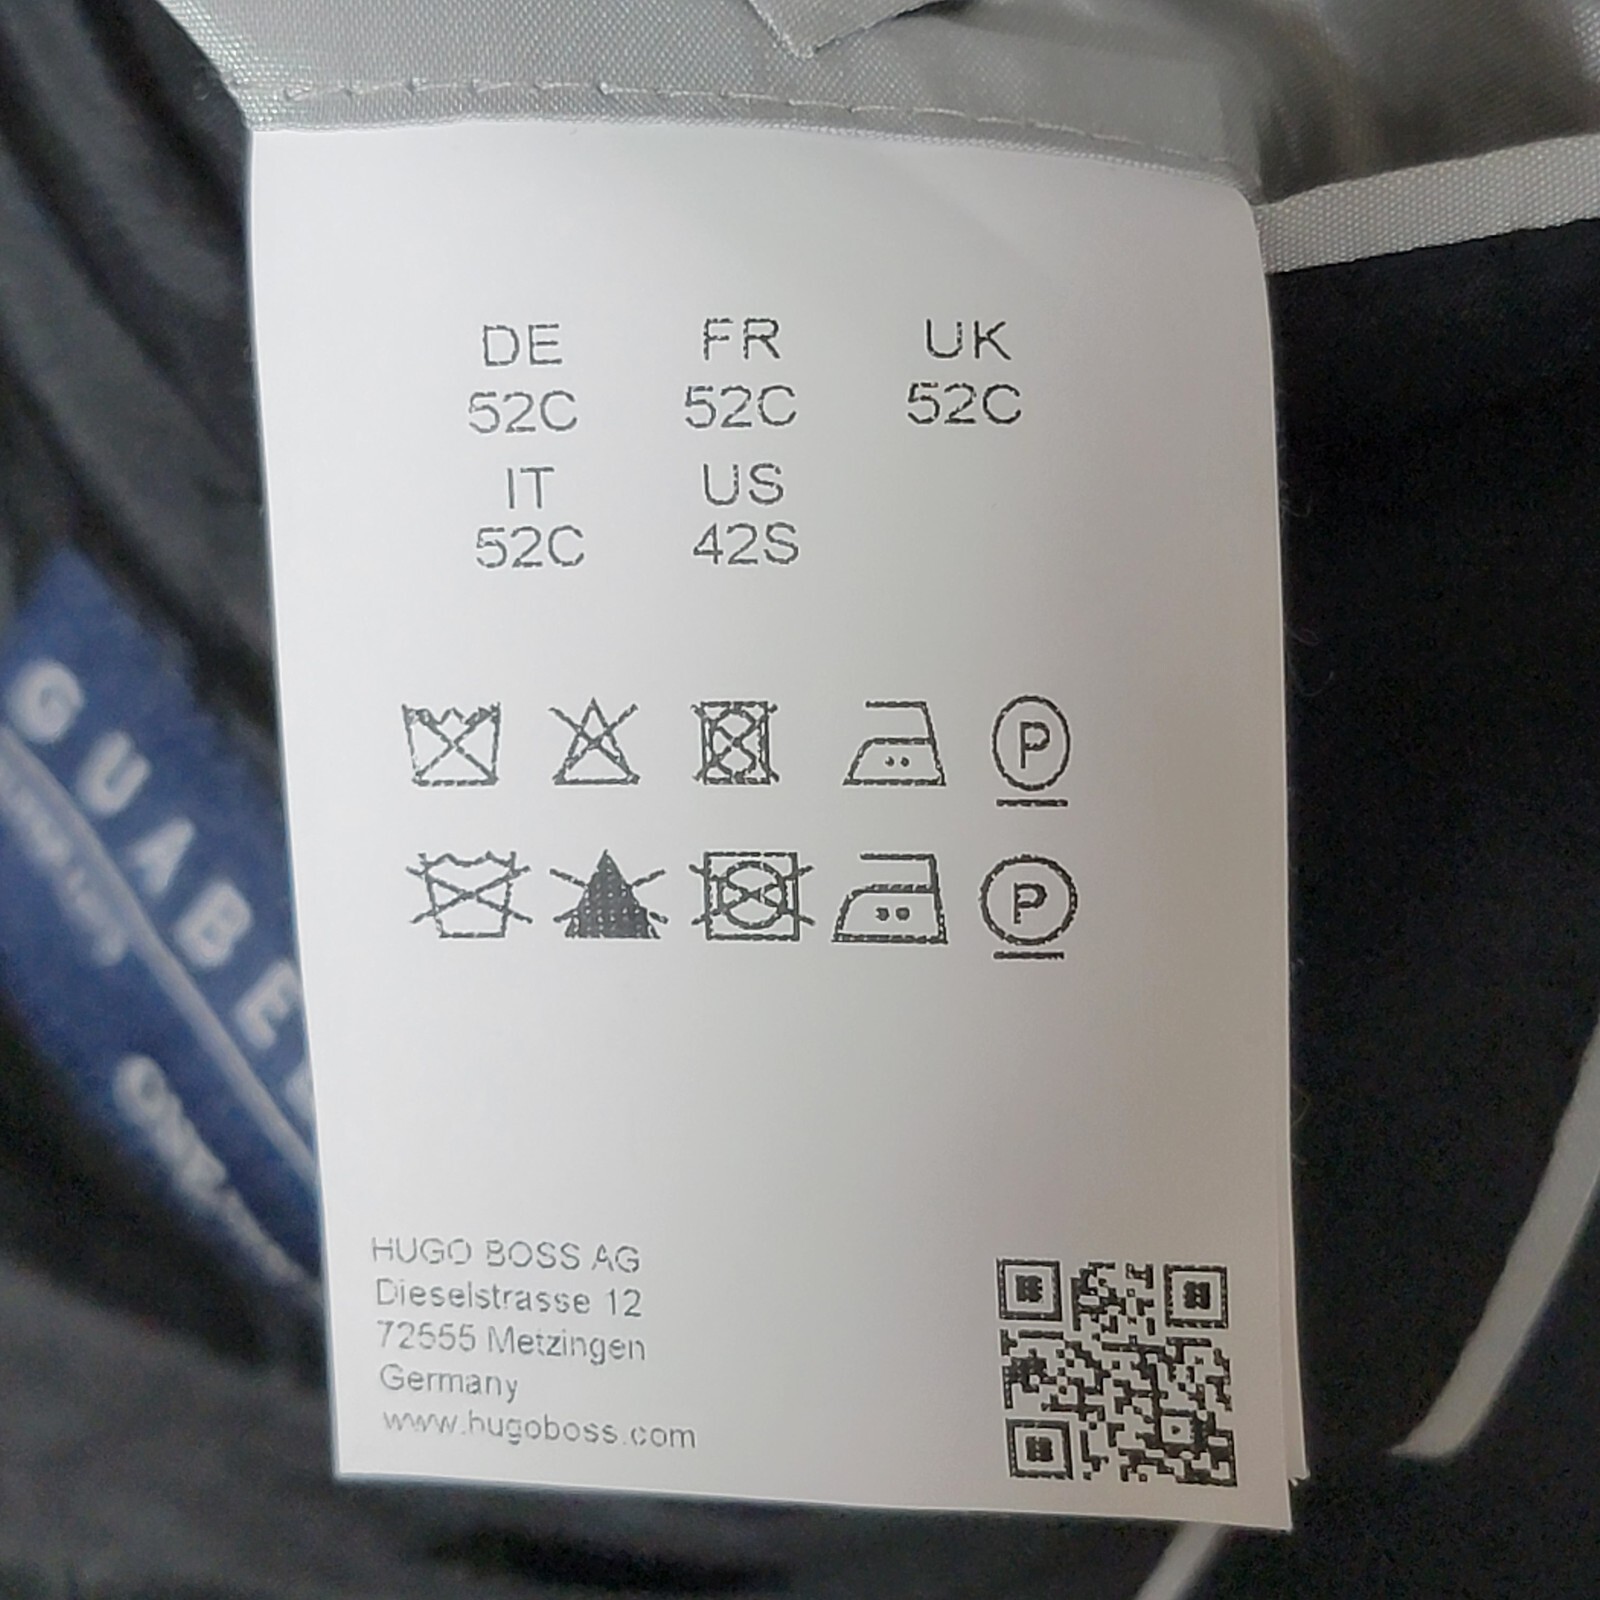 DE FR UK
52C 52C 52C
IT US
52C 42S
P
P
HUGO BOSS AG
Dieselstrasse 12
72555 Metzingen
Germany
www.hugoboss.com
GUABE